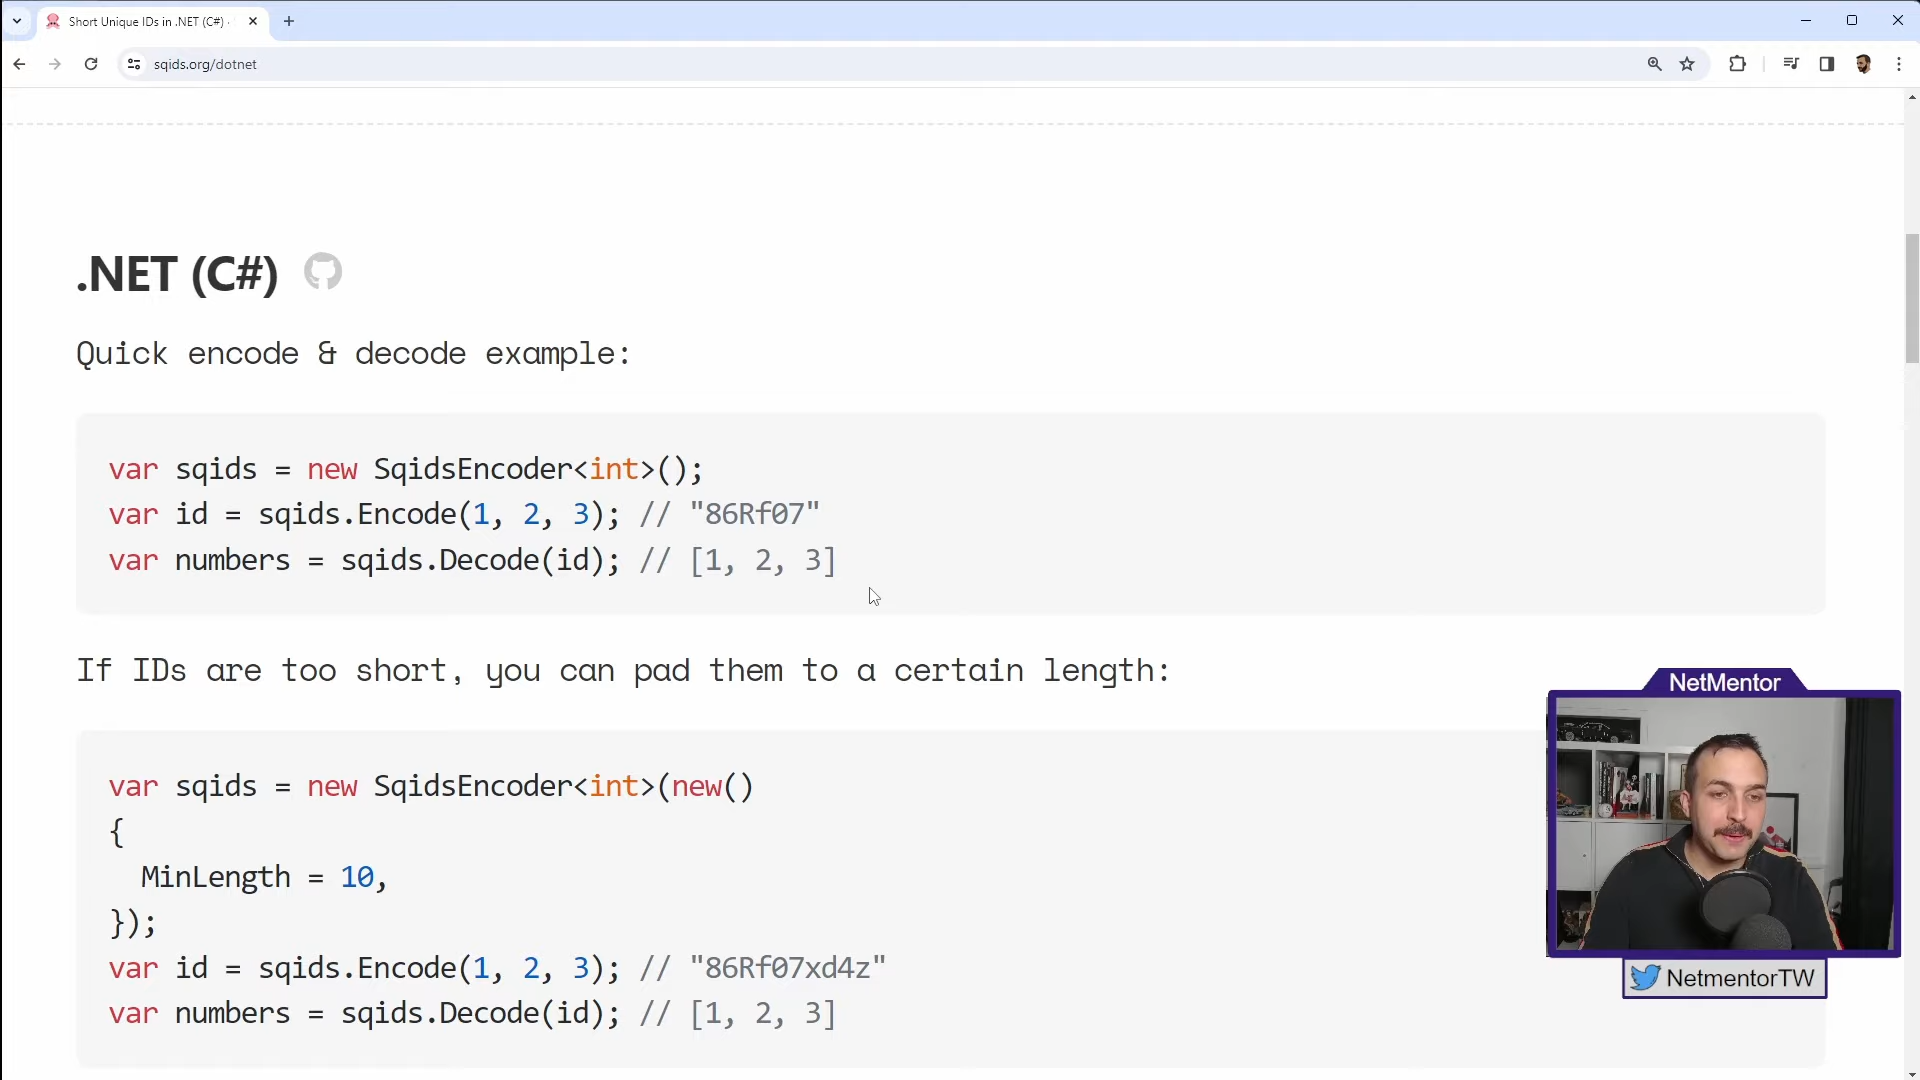 Short Unique IDs in .NET (C#) ·
sqids.org/dotnet
.NET (C#)
Quick encode & decode example:
var sqids = new SqidsEncoder<int>();
var id = sqids.Encode(1, 2, 3); // "86Rf07"
var numbers = sqids.Decode(id); // [1, 2, 3]
If IDs are too short, you can pad them to a certain length:
var sqids = new SqidsEncoder<int>(new()
{
MinLength = 10,
});
var id = sqids.Encode(1, 2, 3); // "86Rf07xd4z"
var numbers = sqids.Decode(id); // [1, 2, 3]
NetMentor
NetmentorTW